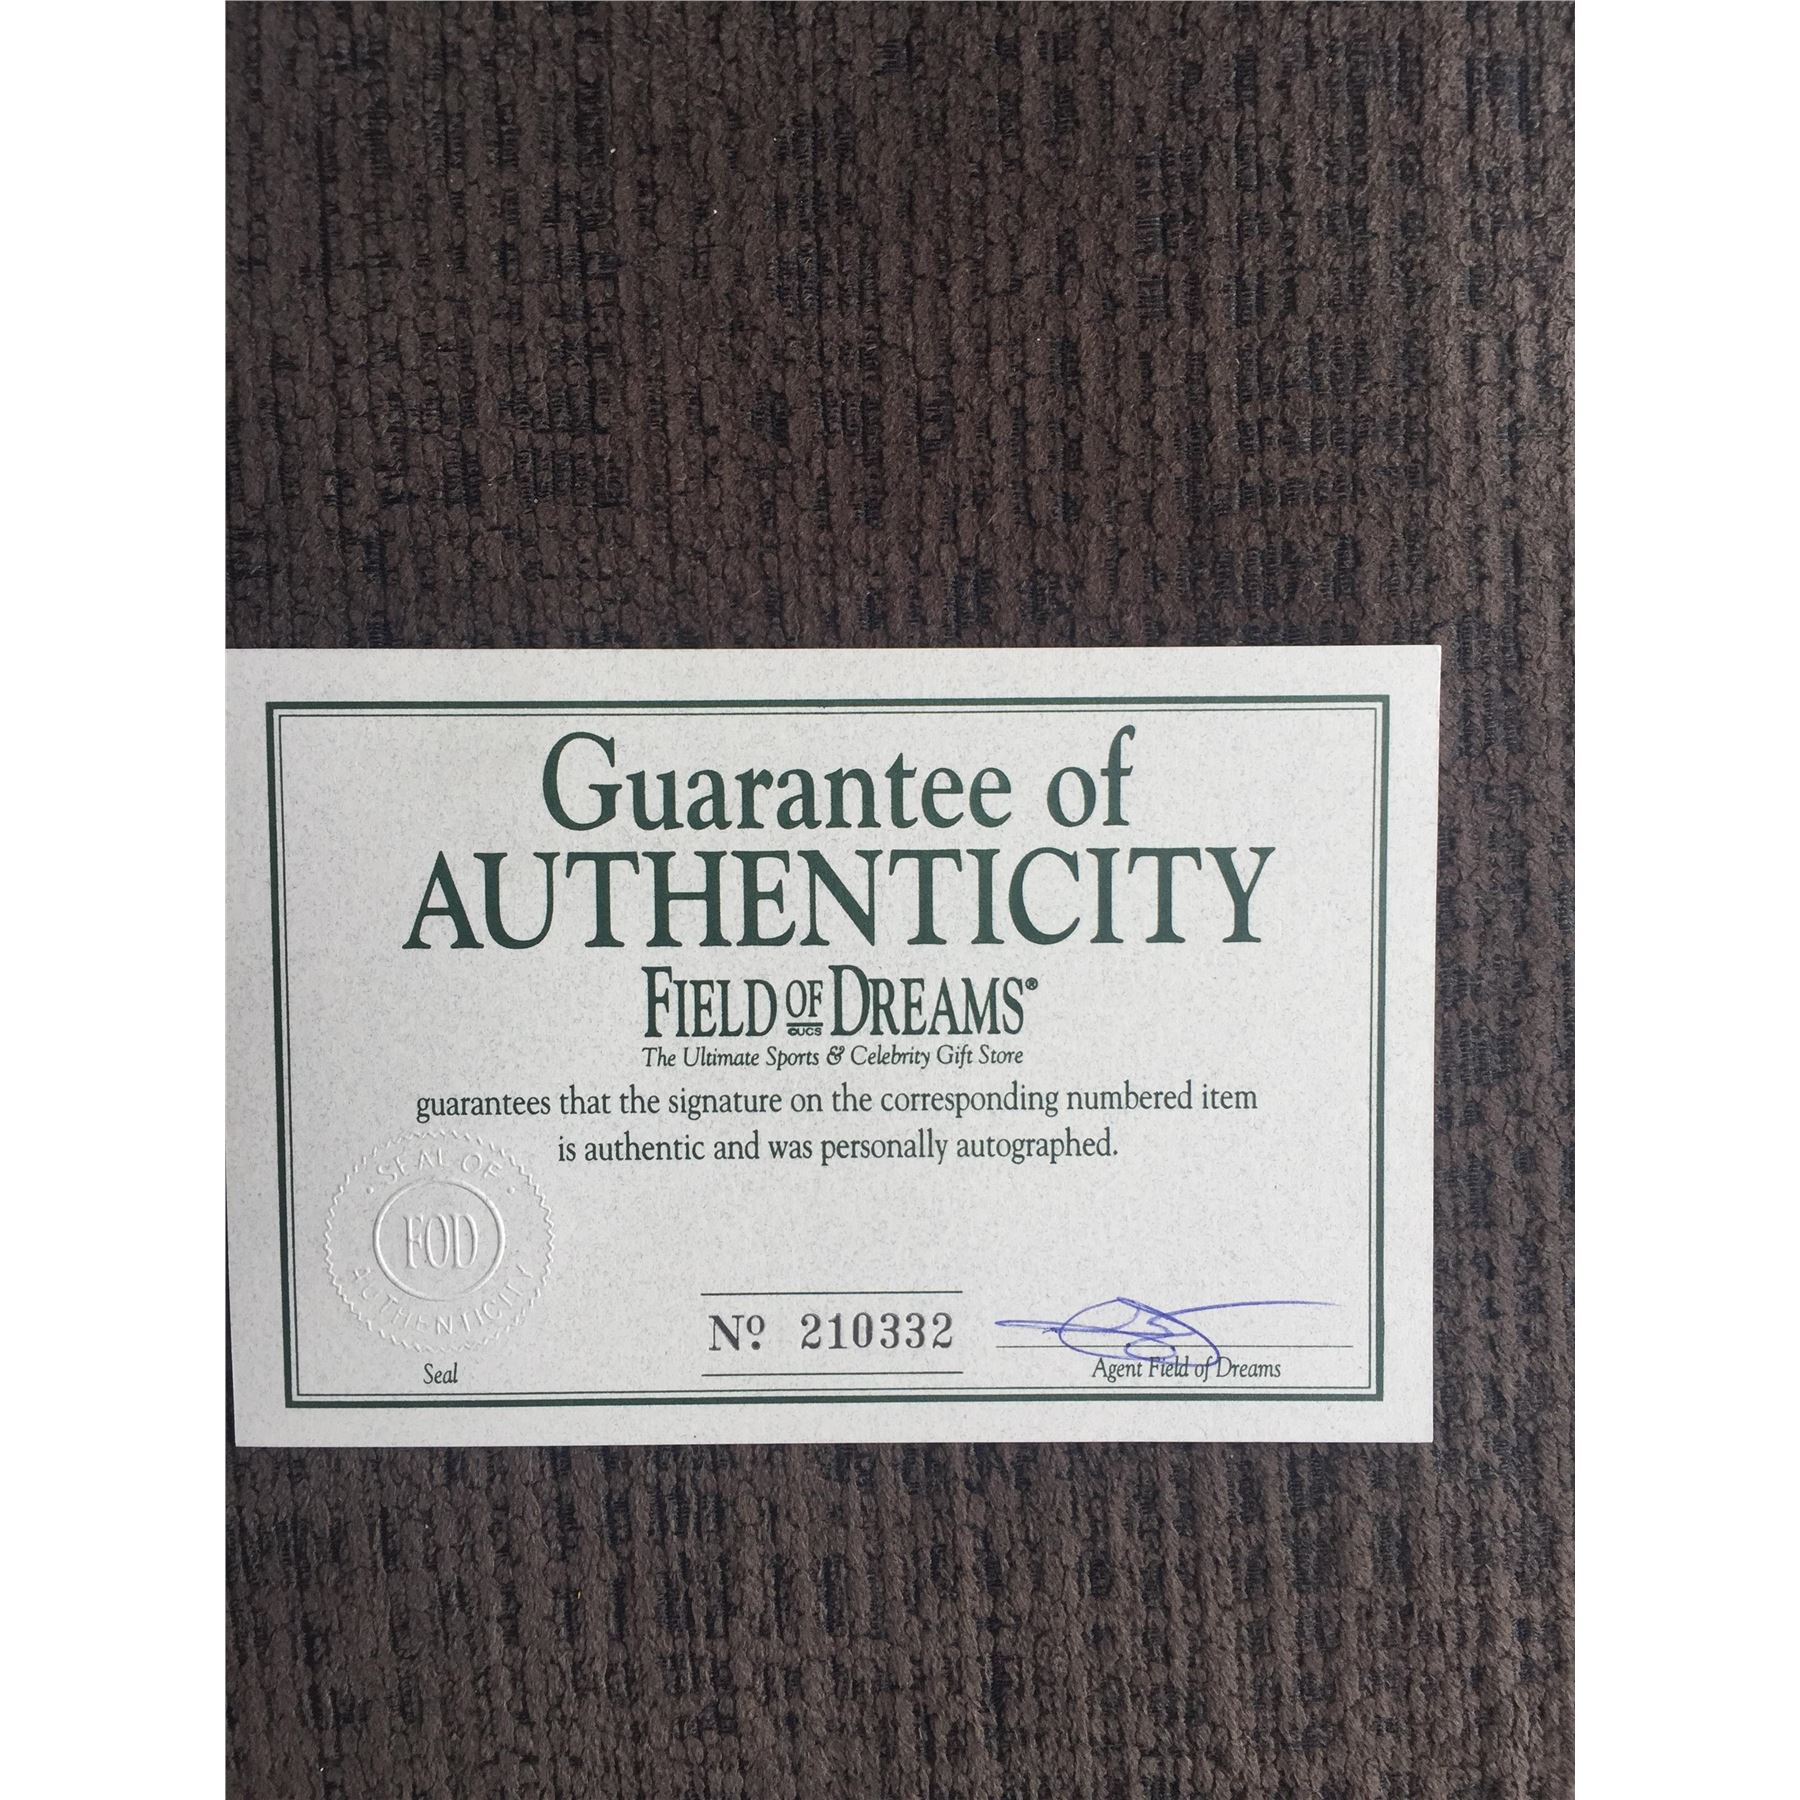 Guarantee of
AUTHENTICITY
FIELD OF DREAMS®
©UCS
The Ultimate Sports & Celebrity Gift Store
guarantees that the signature on the corresponding numbered item
is authentic and was personally autographed.
SEAL OF
FOD
AUTHENTICITY
Seal
Nº 210332
Agent Field of Dreams